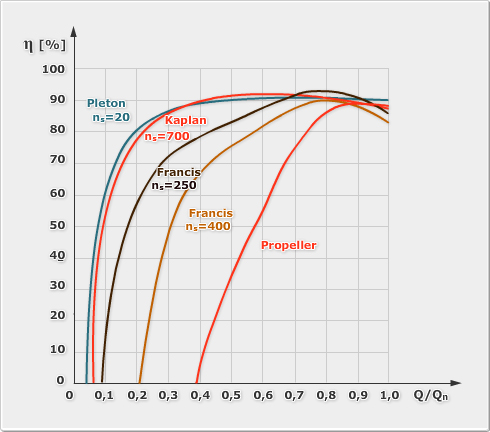 η [%]
100
90
80
70
60
50
40
30
20
10
0
Pleton
nₛ=20
Kaplan
nₛ=700
Francis
nₛ=250
Francis
nₛ=400
Propeller
0 0,1 0,2 0,3 0,4 0,5 0,6 0,7 0,8 0,9 1,0 Q/Qₙ